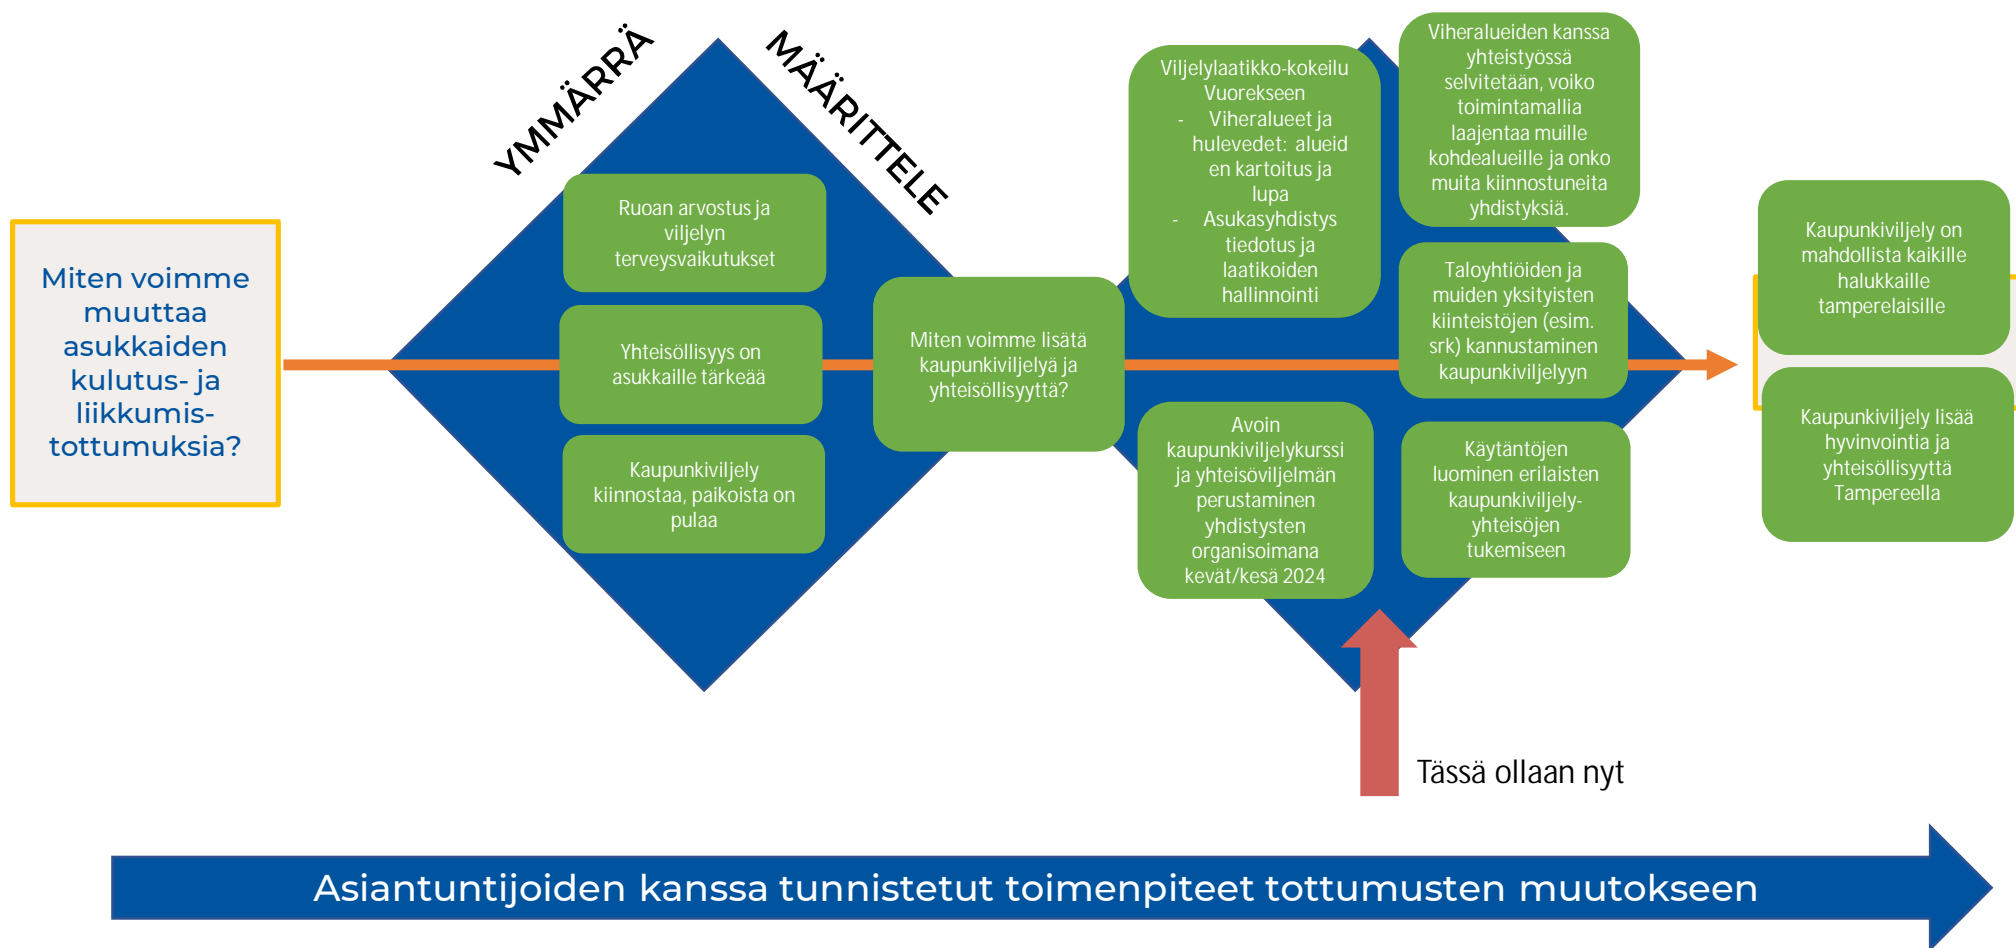 Miten voimme
muuttaa
asukkaiden
kulutus- ja
liikkumis-
tottumuksia?
YMMÄRRÄ
MÄÄRITTELE
Ruoan arvostus ja
viljelyn
terveysvaikutukset
Yhteisöllisyys on
asukkaille tärkeää
Kaupunkiviljely
kiinnostaa, paikoista on
pulaa
Miten voimme lisätä
kaupunkiviljelyä ja
yhteisöllisyyttä?
Viljelylaatikko-kokeilu
Vuorekseen
- Viheralueet ja
hulevedet: alueid
en kartoitus ja
lupa
- Asukasyhdistys
tiedotus ja
laatikoiden
hallinnointi
Avoin
kaupunkiviljelykurssi
ja yhteisöviljelmän
perustaminen
yhdistysten
organisoimana
kevät/kesä 2024
Viheralueiden kanssa
yhteistyössä
selvitetään, voiko
toimintamallia
laajentaa muille
kohdealueille ja onko
muita kiinnostuneita
yhdistyksiä.
Taloyhtiöiden ja
muiden yksityisten
kiinteistöjen (esim.
srk) kannustaminen
kaupunkiviljelyyn
Käytäntöjen
luominen erilaisten
kaupunkiviljely-
yhteisöjen
tukemiseen
Kaupunkiviljely on
mahdollista kaikille
halukkaille
tamperelaisille
Kaupunkiviljely lisää
hyvinvointia ja
yhteisöllisyyttä
Tampereella
Tässä ollaan nyt
Asiantuntijoiden kanssa tunnistetut toimenpiteet tottumusten muutokseen